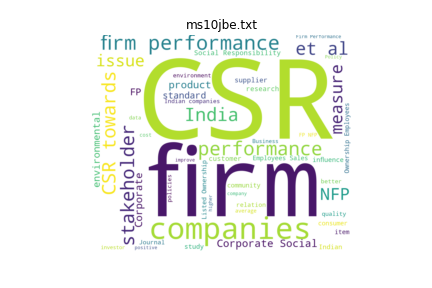 ms10jbe.txt
Firm Performance
firm performance
et al
Social Responsibility
Policy
issue
environment
supplier
product
research
FP
standard
Indian companies
India
CSR
measure
environmental
CSR towards
stakeholder
Corporate
data
cost
performance
Business
Ownership Employees
customer
Employees Sales
influence
improve
policies
Listed Ownership
higher
community
company
better
NFP
firm
relation
average
quality
consumer
companies
item
investor
Journal
positive
study
Corporate Social
Indian